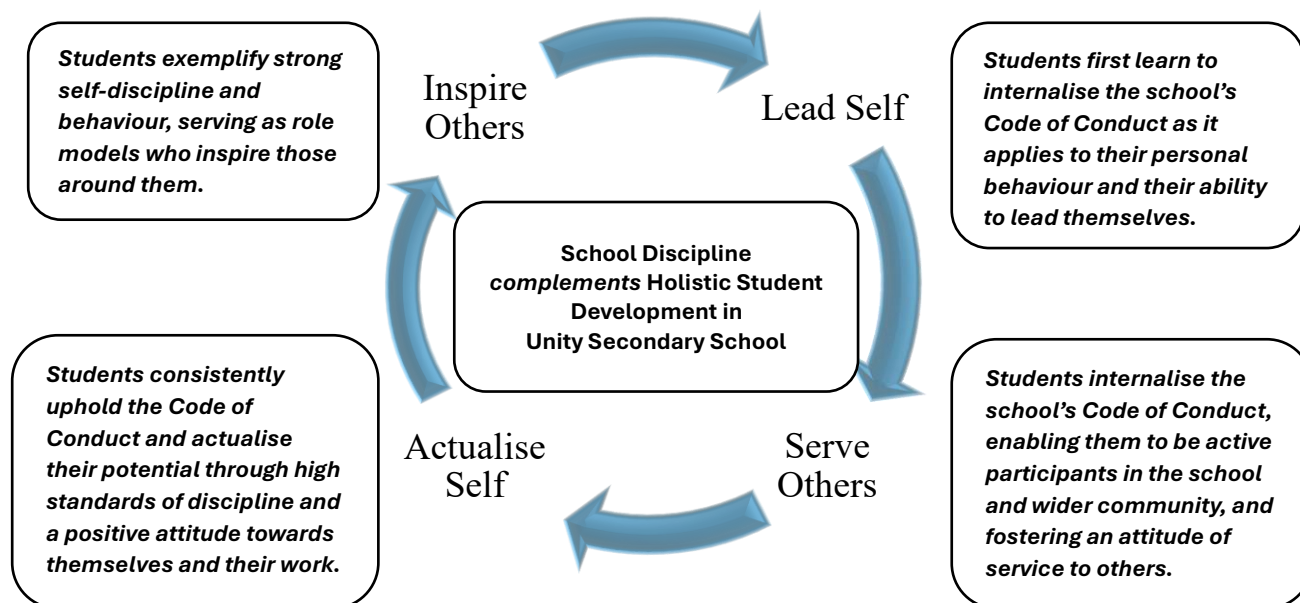 Students exemplify strong
self-discipline and
behaviour, serving as role
models who inspire those
around them.
Inspire
Others
Lead Self
Students first learn to
internalise the school’s
Code of Conduct as it
applies to their personal
behaviour and their ability
to lead themselves.
School Discipline
complements Holistic Student
Development in
Unity Secondary School
Students consistently
uphold the Code of
Conduct and actualise
their potential through high
standards of discipline and
a positive attitude towards
themselves and their work.
Actualise
Self
Serve
Others
Students internalise the
school’s Code of Conduct,
enabling them to be active
participants in the school
and wider community, and
fostering an attitude of
service to others.